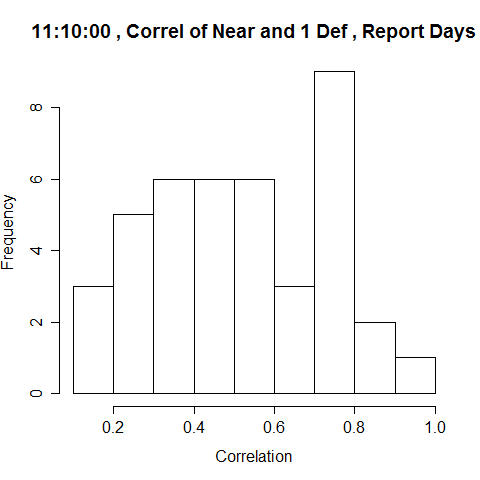 11:10:00 , Correl of Near and 1 Def , Report Days
Frequency
8
6
4
2
0
0.2 0.4 0.6 0.8 1.0
Correlation